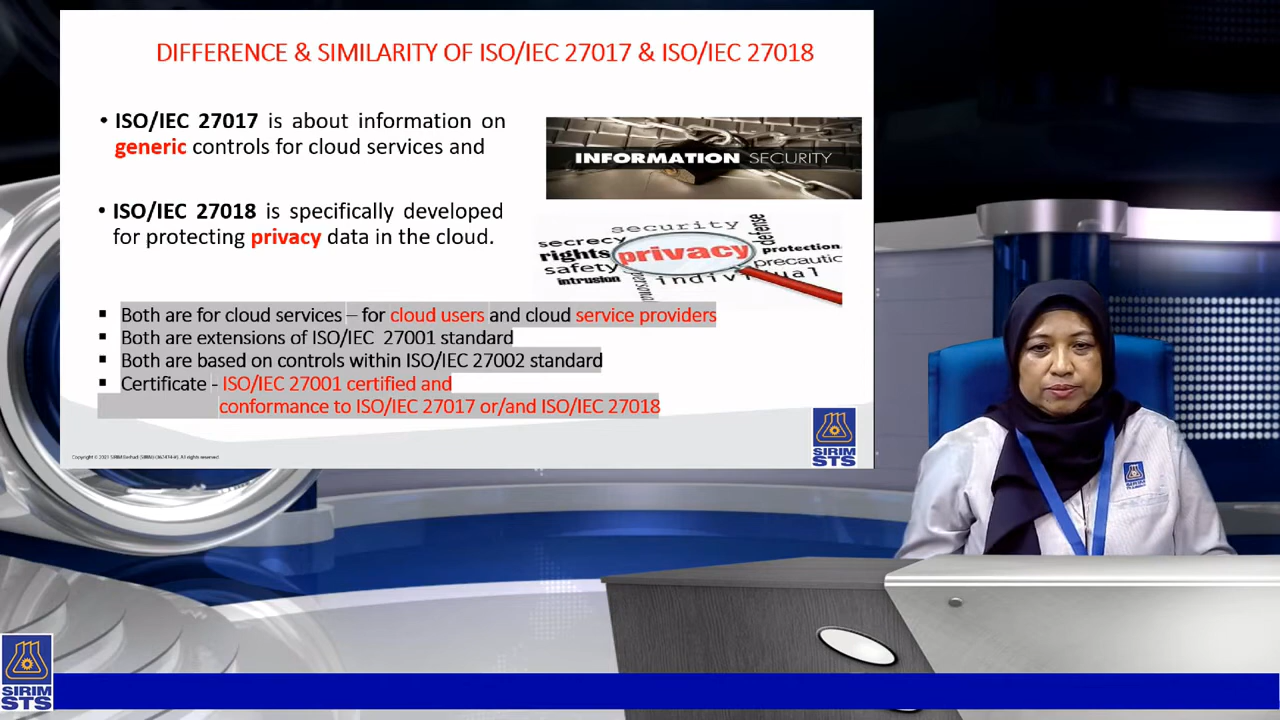 DIFFERENCE & SIMILARITY OF ISO/IEC 27017 & ISO/IEC 27018
• ISO/IEC 27017 is about information on
generic controls for cloud services and
INFORMATION SECURITY
• ISO/IEC 27018 is specifically developed
for protecting privacy data in the cloud.
security
secrecy
defense
rights
privacy
protection
safety
precautic
intrusion
personal
individual
▪ Both are for cloud services – for cloud users and cloud service providers
▪ Both are extensions of ISO/IEC 27001 standard
▪ Both are based on controls within ISO/IEC 27002 standard
▪ Certificate - ISO/IEC 27001 certified and
conformance to ISO/IEC 27017 or/and ISO/IEC 27018
SIRIM
STS
SIRIM
STS